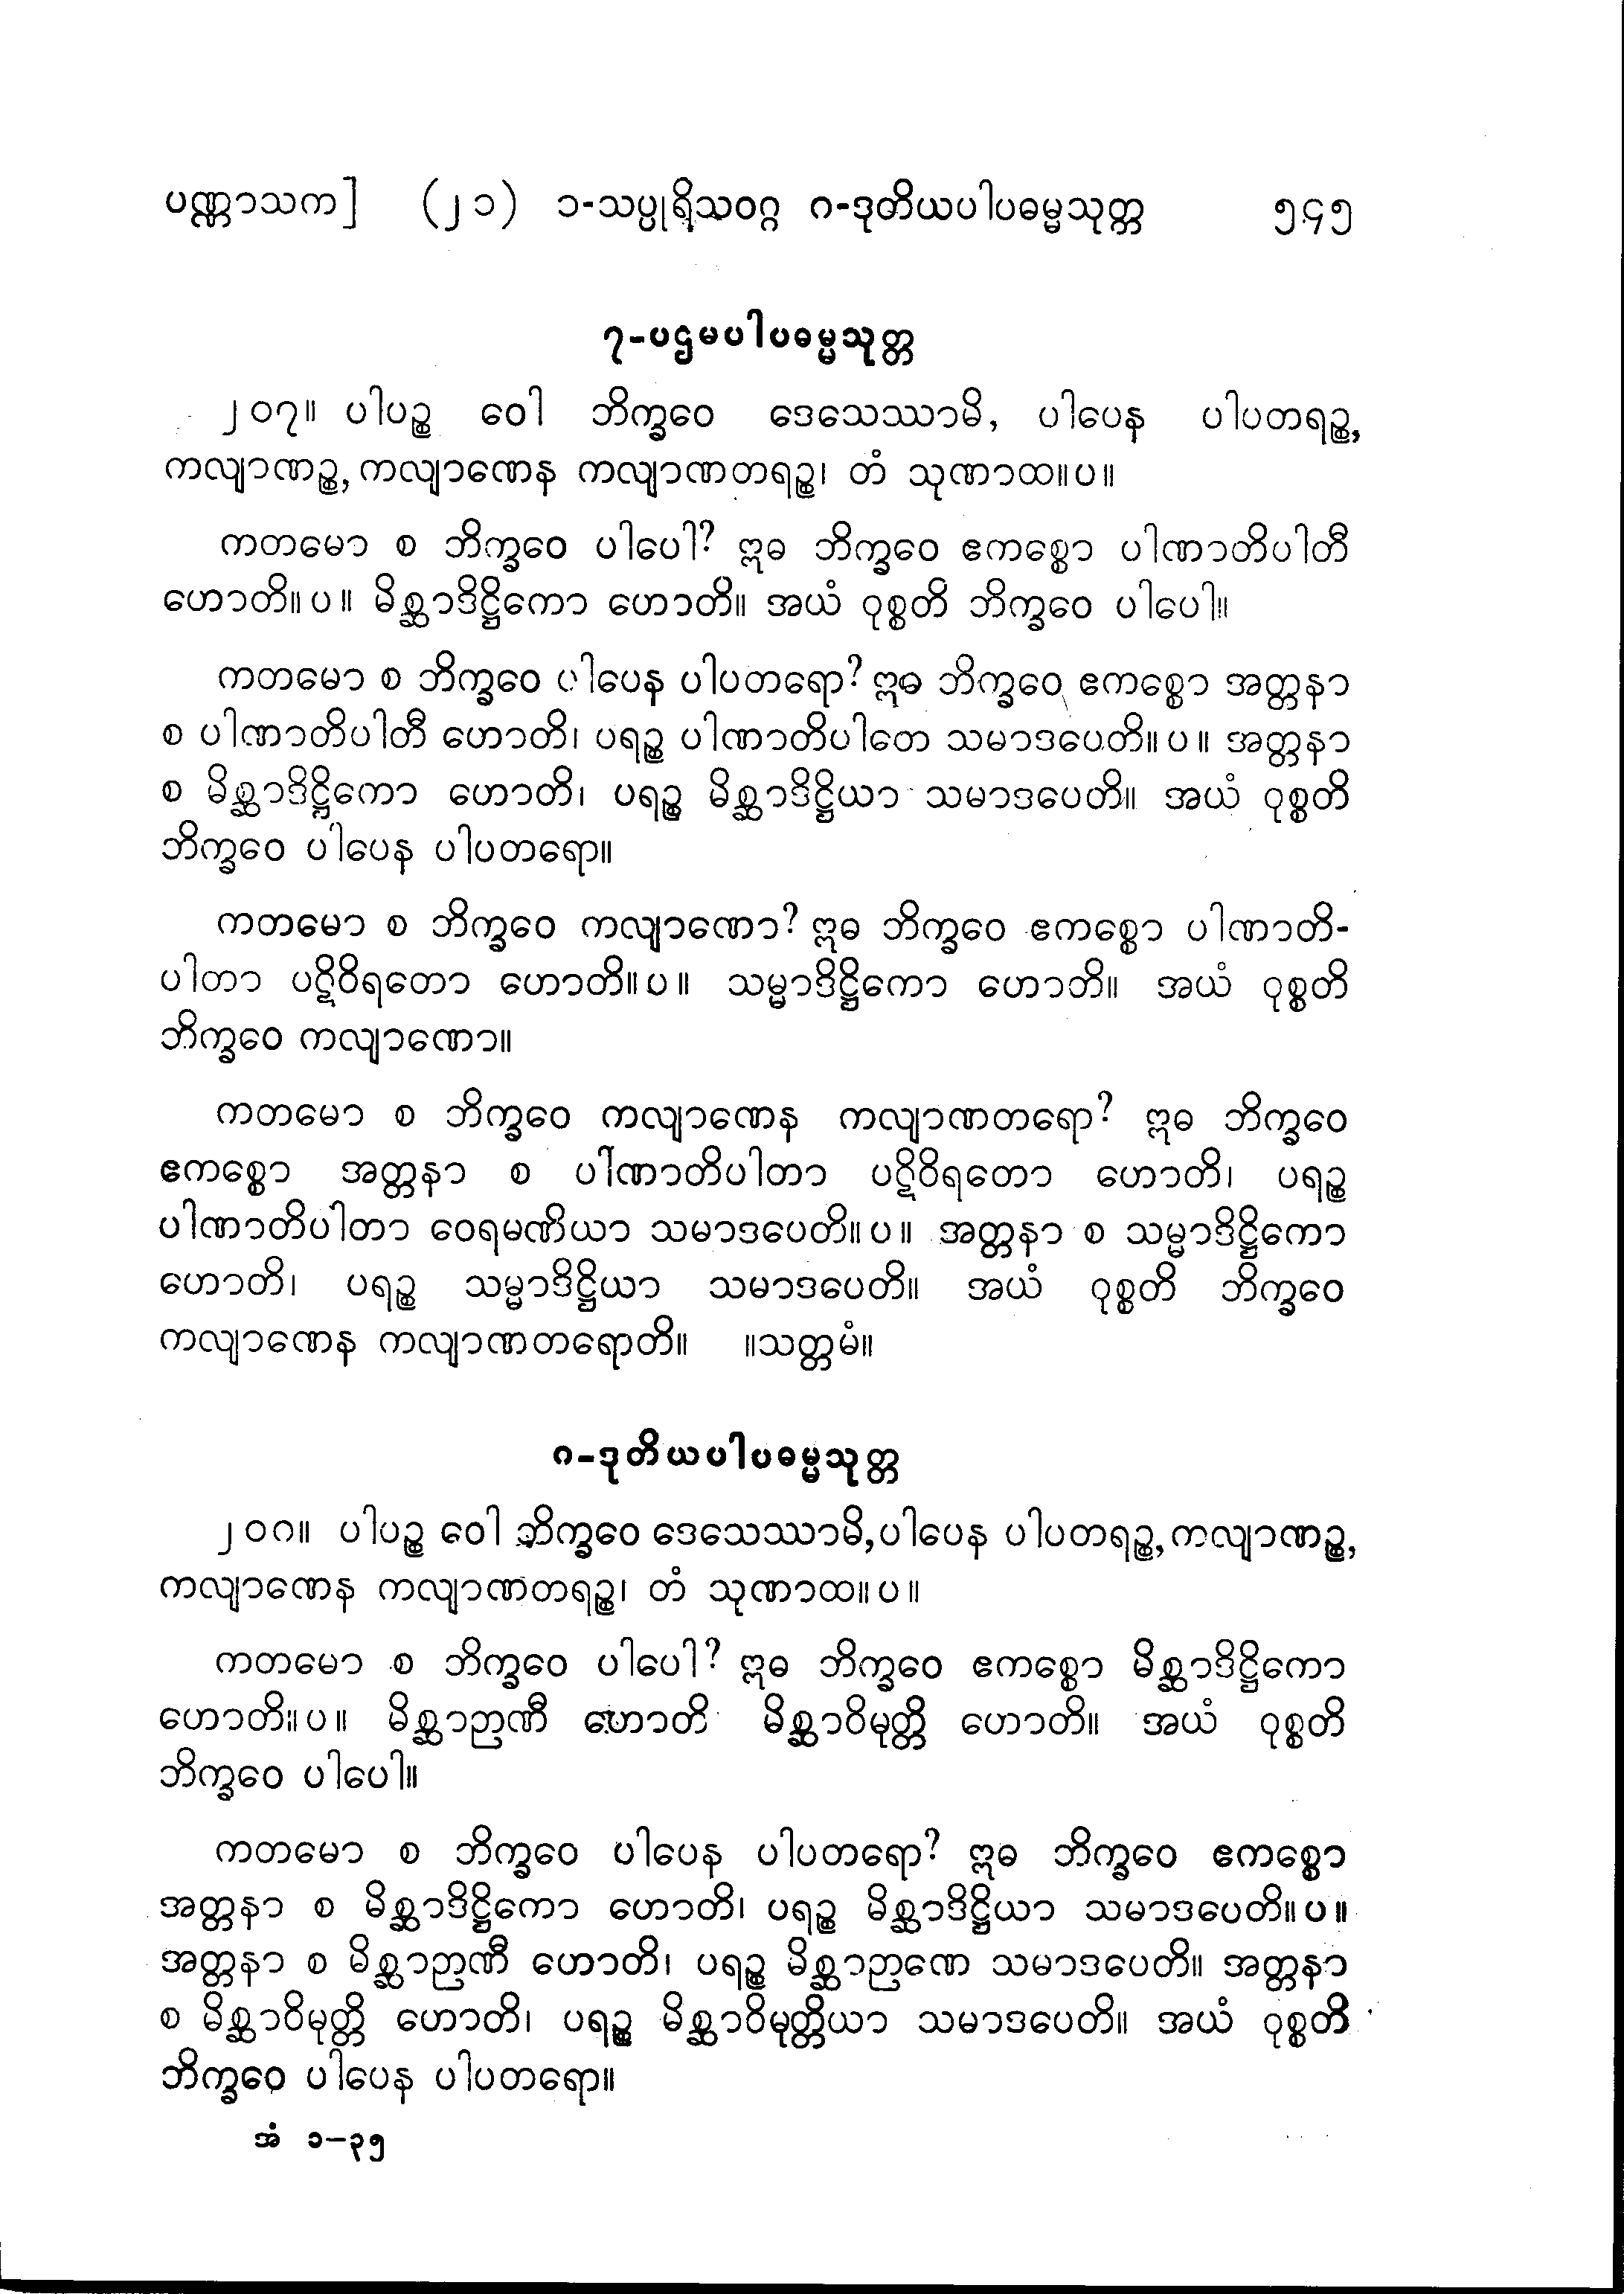 ပဏ္ဏာသက] (၂၁) ၁-သပ္ပုရိသဝဂ္ဂ ၈-ဒုတိယပါပဓမ္မသုတ္တ ၅၄၅
၇-ပဌမပါပဓမ္မသုတ္တ
၂၀၇။ ပါပဉ္စ ဝေါ ဘိက္ခဝေ ဒေသေဿာမိ, ပါပေန ပါပတရဉ္စ,
ကလျာဏဉ္စ, ကလျာဏေန ကလျာဏတရဉ္စ၊ တံ သုဏာထ။ပ။
ကတမော စ ဘိက္ခဝေ ပါပေါ? ဣဓ ဘိက္ခဝေ ဧကစ္စော ပါဏာတိပါတီ
ဟောတိ။ပ။ မိစ္ဆာဒိဋ္ဌိကော ဟောတိ။ အယံ ဝုစ္စတိ ဘိက္ခဝေ ပါပေါ။
ကတမော စ ဘိက္ခဝေ ပါပေန ပါပတရော? ဣဓ ဘိက္ခဝေ ဧကစ္စော အတ္တနာ
စ ပါဏာတိပါတီ ဟောတိ၊ ပရဉ္စ ပါဏာတိပါတေ သမာဒပေတိ။ပ။ အတ္တနာ
စ မိစ္ဆာဒိဋ္ဌိကော ဟောတိ၊ ပရဉ္စ မိစ္ဆာဒိဋ္ဌိယာ သမာဒပေတိ။ အယံ ဝုစ္စတိ
ဘိက္ခဝေ ပါပေန ပါပတရော။
ကတမော စ ဘိက္ခဝေ ကလျာဏော? ဣဓ ဘိက္ခဝေ ဧကစ္စော ပါဏာတိ-
ပါတာ ပဋိဝိရတော ဟောတိ။ပ။ သမ္မာဒိဋ္ဌိကော ဟောတိ။ အယံ ဝုစ္စတိ
ဘိက္ခဝေ ကလျာဏော။
ကတမော စ ဘိက္ခဝေ ကလျာဏေန ကလျာဏတရော? ဣဓ ဘိက္ခဝေ
ဧကစ္စော အတ္တနာ စ ပါဏာတိပါတာ ပဋိဝိရတော ဟောတိ၊ ပရဉ္စ
ပါဏာတိပါတာ ဝေရမဏိယာ သမာဒပေတိ။ပ။ အတ္တနာ စ သမ္မာဒိဋ္ဌိကော
ဟောတိ၊ ပရဉ္စ သမ္မာဒိဋ္ဌိယာ သမာဒပေတိ။ အယံ ဝုစ္စတိ ဘိက္ခဝေ
ကလျာဏေန ကလျာဏတရောတိ။ ။သတ္တမံ။
၈-ဒုတိယပါပဓမ္မသုတ္တ
၂၀၈။ ပါပဉ္စ ဝေါ ဘိက္ခဝေ ဒေသေဿာမိ, ပါပေန ပါပတရဉ္စ, ကလျာဏဉ္စ,
ကလျာဏေန ကလျာဏတရဉ္စ၊ တံ သုဏာထ။ပ။
ကတမော စ ဘိက္ခဝေ ပါပေါ? ဣဓ ဘိက္ခဝေ ဧကစ္စော မိစ္ဆာဒိဋ္ဌိကော
ဟောတိ။ပ။ မိစ္ဆာဉာဏီ ဟောတိ မိစ္ဆာဝိမုတ္တိ ဟောတိ။ အယံ ဝုစ္စတိ
ဘိက္ခဝေ ပါပေါ။
ကတမော စ ဘိက္ခဝေ ပါပေန ပါပတရော? ဣဓ ဘိက္ခဝေ ဧကစ္စော
အတ္တနာ စ မိစ္ဆာဒိဋ္ဌိကော ဟောတိ၊ ပရဉ္စ မိစ္ဆာဒိဋ္ဌိယာ သမာဒပေတိ။ပ။
အတ္တနာ စ မိစ္ဆာဉာဏီ ဟောတိ၊ ပရဉ္စ မိစ္ဆာဉာဏေ သမာဒပေတိ။ အတ္တနာ
စ မိစ္ဆာဝိမုတ္တိ ဟောတိ၊ ပရဉ္စ မိစ္ဆာဝိမုတ္တိယာ သမာဒပေတိ။ အယံ ဝုစ္စတိ
ဘိက္ခဝေ ပါပေန ပါပတရော။
အံ ၁−၃၅